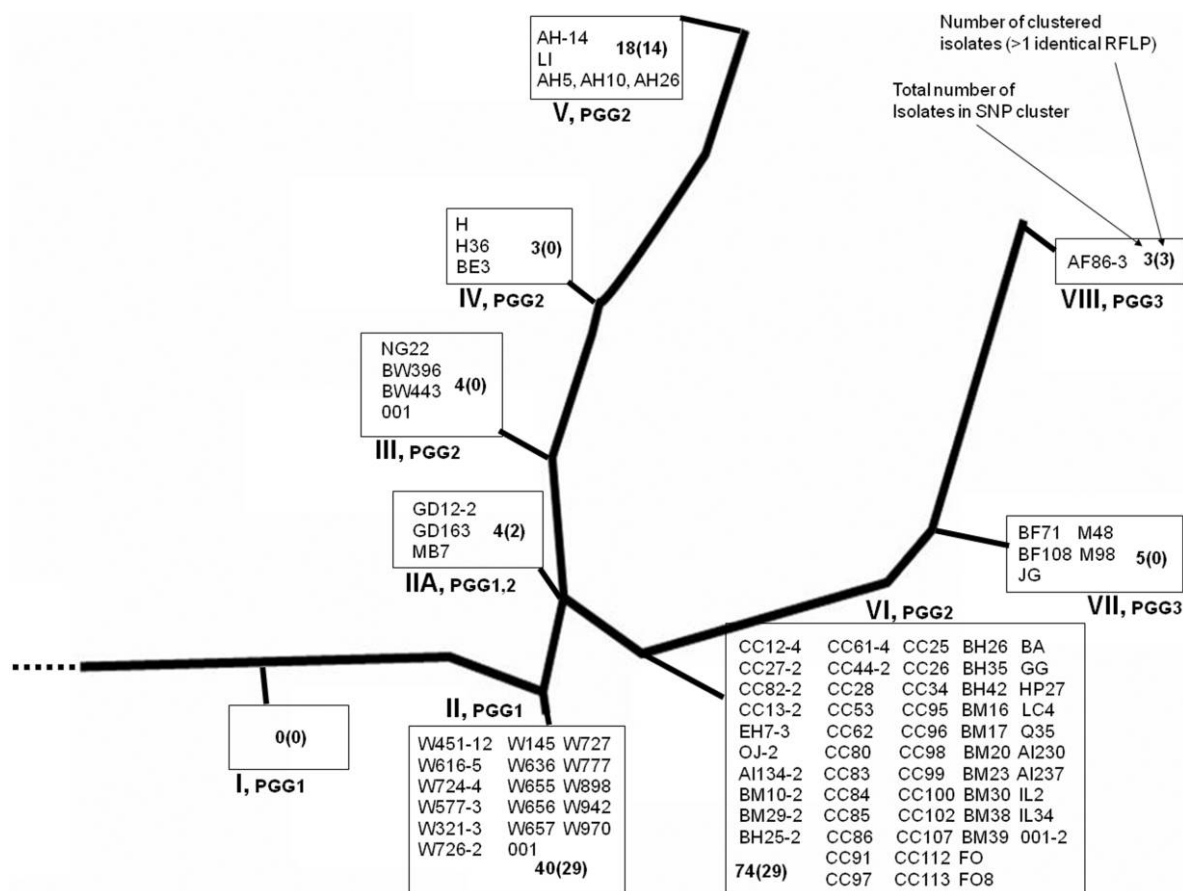 Number of clustered
isolates (>1 identical RFLP)
Total number of
Isolates in SNP cluster
AH-14
LI
AH5, AH10, AH26
18(14)
V, PGG2
H
H36
BE3
3(0)
IV, PGG2
AF86-3 3(3)
VIII, PGG3
NG22
BW396
BW443
001
4(0)
III, PGG2
GD12-2
GD163
MB7
4(2)
IIA, PGG1,2
BF71 M48
BF108 M98
JG
5(0)
VII, PGG3
0(0)
I, PGG1
II, PGG1
W451-12 W145 W727
W616-5 W636 W777
W724-4 W655 W898
W577-3 W656 W942
W321-3 W657 W970
W726-2 001
40(29)
VI, PGG2
CC12-4 CC61-4 CC25 BH26 BA
CC27-2 CC44-2 CC26 BH35 GG
CC82-2 CC28 CC34 BH42 HP27
CC13-2 CC53 CC95 BM16 LC4
EH7-3 CC62 CC96 BM17 Q35
OJ-2 CC80 CC98 BM20 AI230
AI134-2 CC83 CC99 BM23 AI237
BM10-2 CC84 CC100 BM30 IL2
BM29-2 CC85 CC102 BM38 IL34
BH25-2 CC86 CC107 BM39 001-2
CC91 CC112 FO
74(29) CC97 CC113 FO8